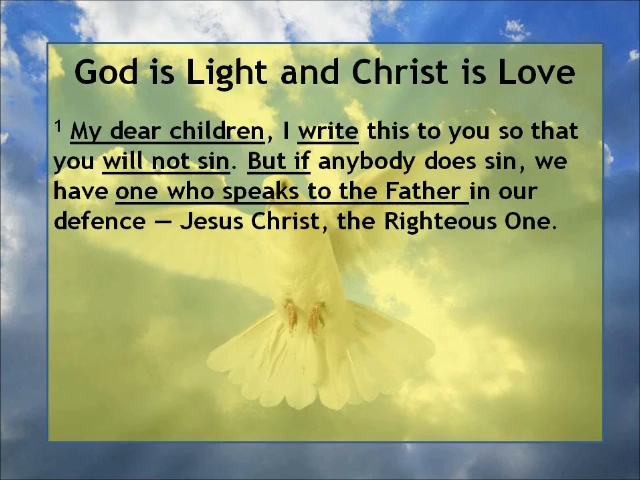 God is Light and Christ is Love
1 My dear children, I write this to you so that
you will not sin. But if anybody does sin, we
have one who speaks to the Father in our
defence — Jesus Christ, the Righteous One.